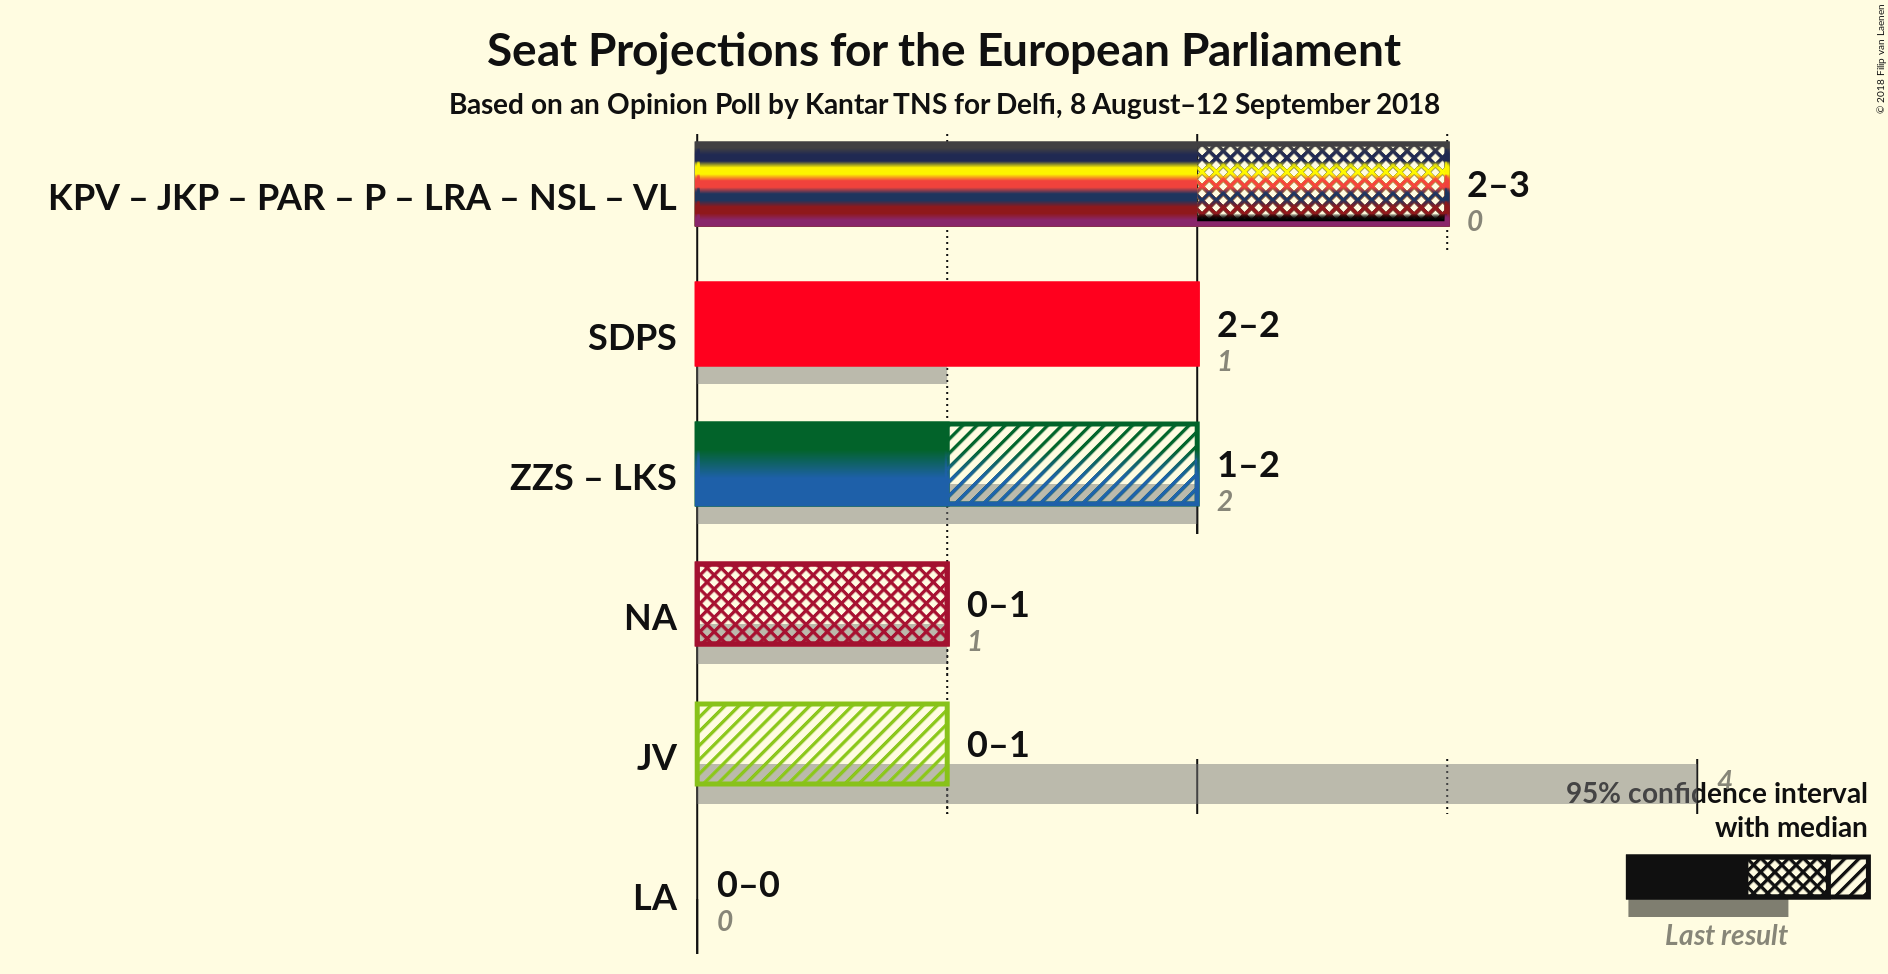 Seat Projections for the European Parliament
Based on an Opinion Poll by Kantar TNS for Delfi, 8 August–12 September 2018
© 2018 Filip van Laenen
KPV – JKP – PAR – P – LRA – NSL – VL
2–3
0
SDPS
2–2
1
ZZS – LKS
1–2
2
NA
0–1
1
JV
0–1
4
LA
0–0
0
95% confidence interval
with median
Last result